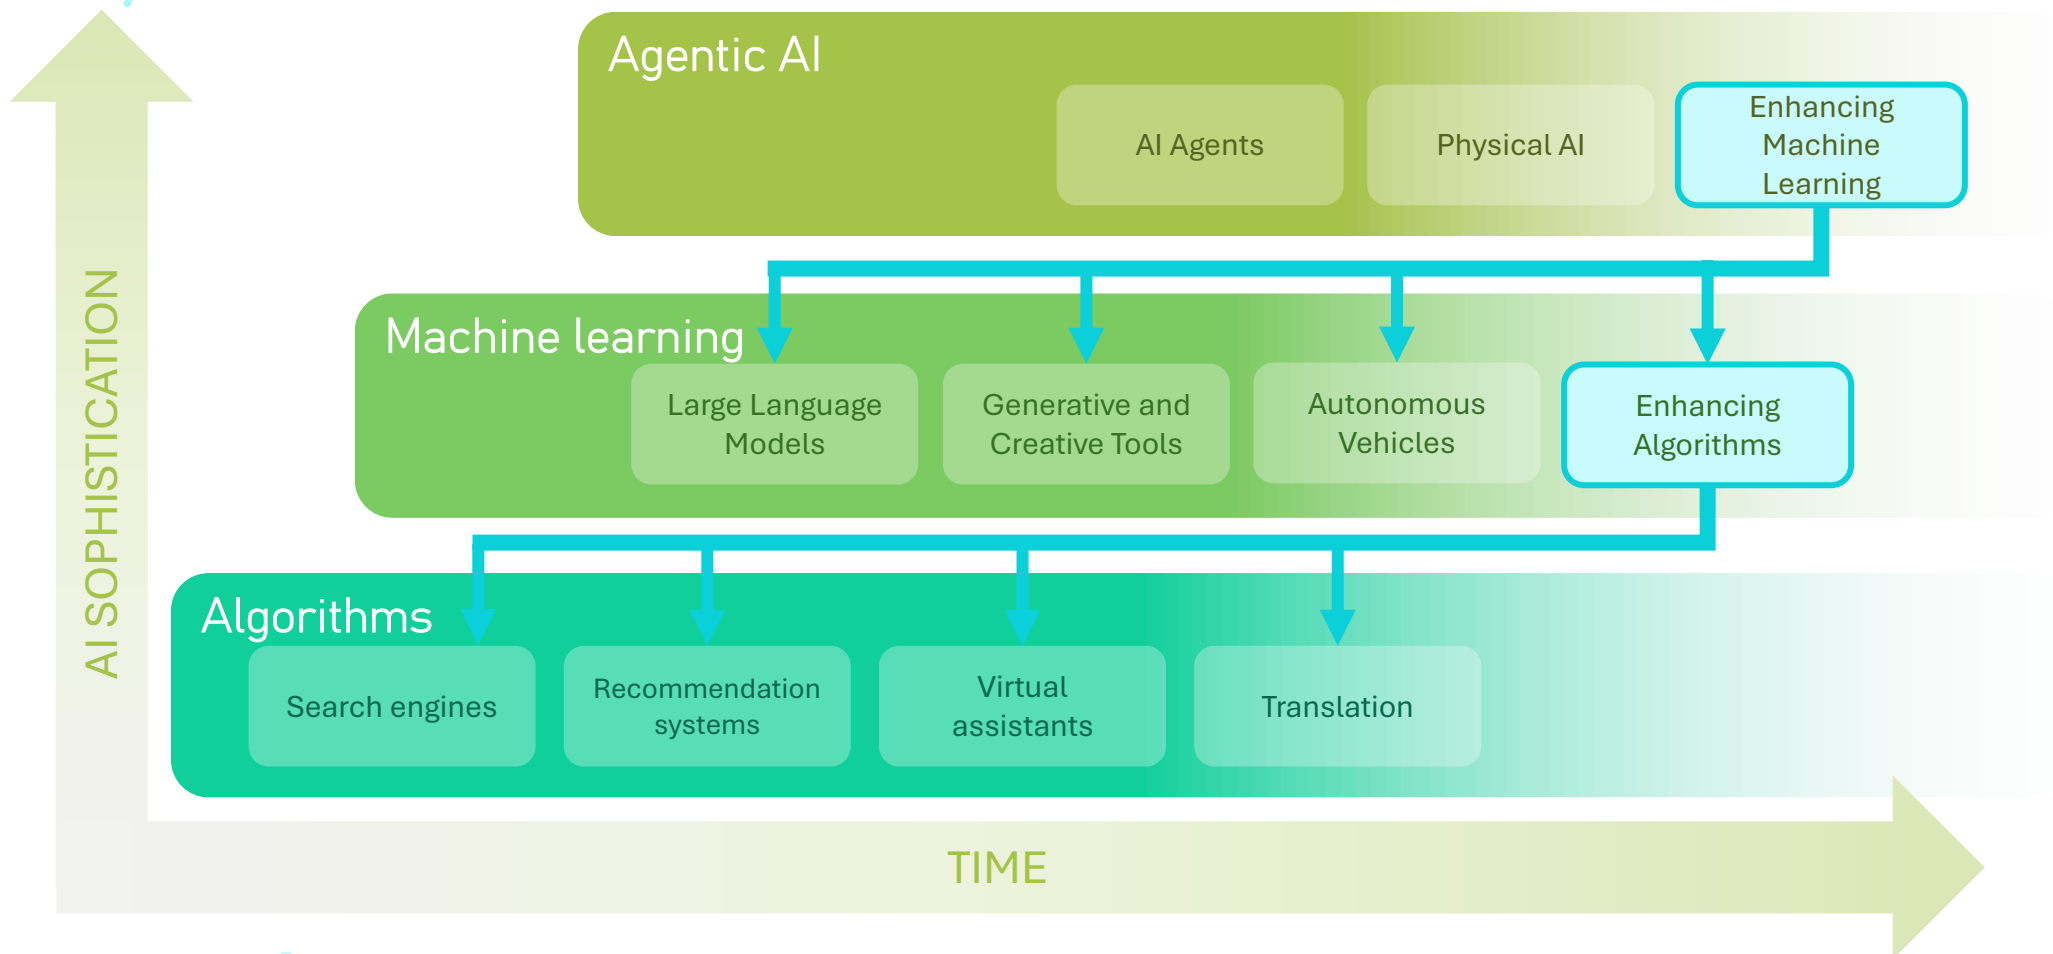 Agentic AI
AI Agents
Physical AI
Enhancing
Machine
Learning
Machine learning
Large Language
Models
Generative and
Creative Tools
Autonomous
Vehicles
Enhancing
Algorithms
Algorithms
Search engines
Recommendation
systems
Virtual
assistants
Translation
AI SOPHISTICATION
TIME